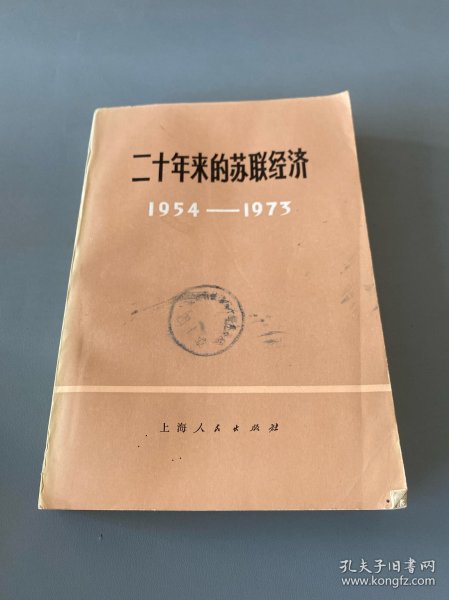 二十年来的苏联经济
1954——1973
上海人民出版社
孔夫子旧书网
www.kongfz.com